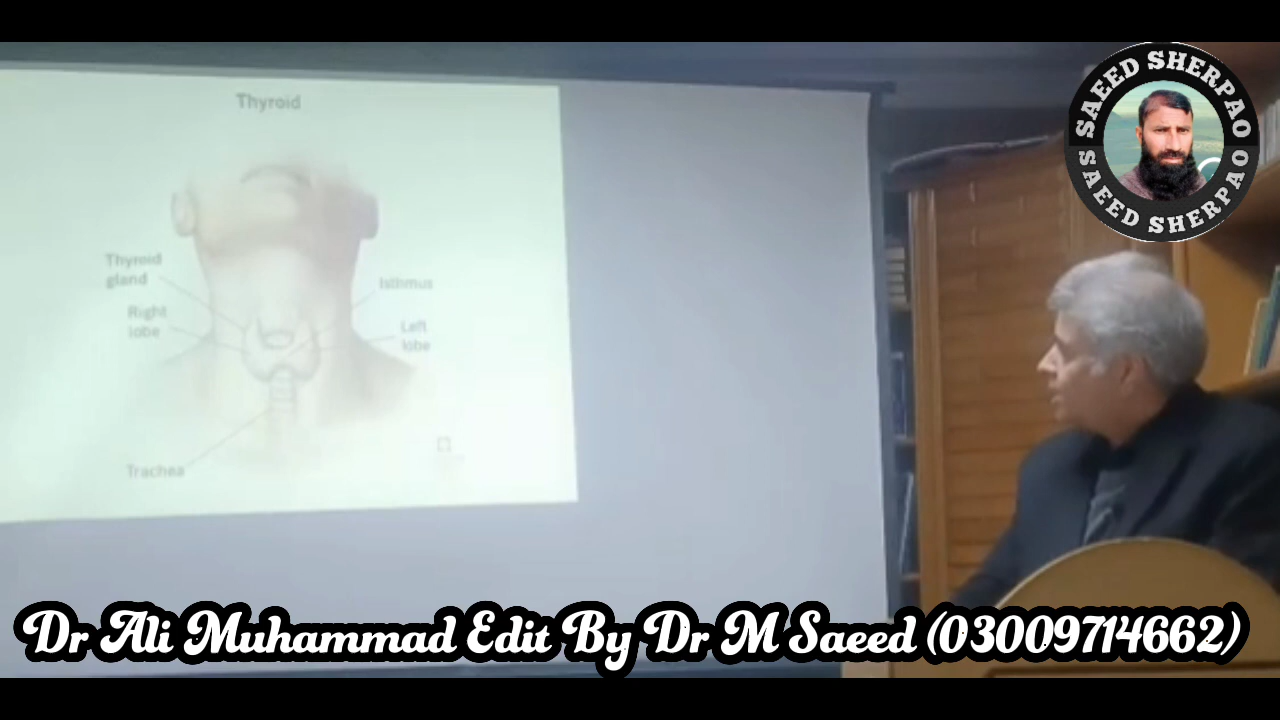 Thyroid
SAEED SHERPAO
SAEED SHERPAO
Thyroid
gland
Isthmus
Right
lobe
Left
lobe
Trachea
Dr Ali Muhammad Edit By Dr M Saeed (03009714662)